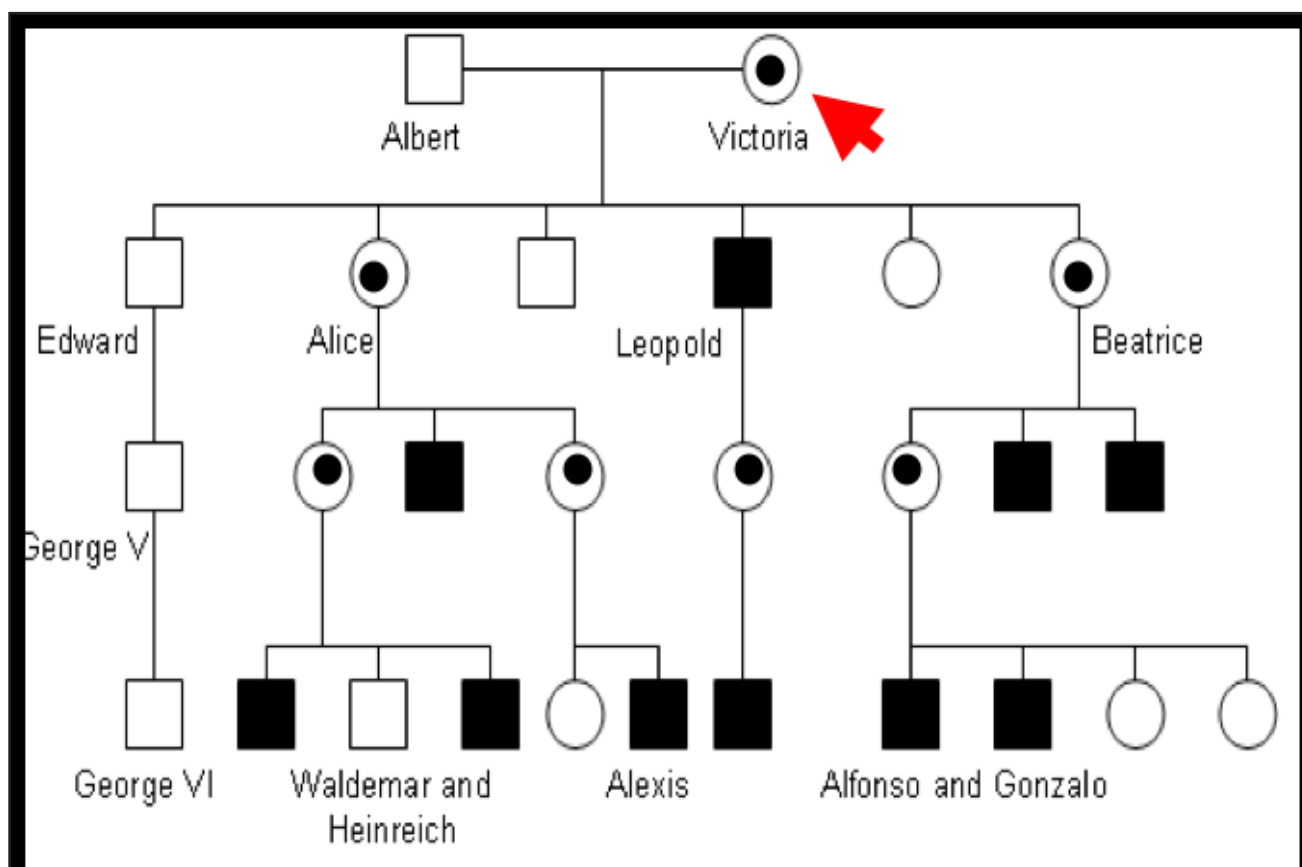 Albert Victoria
Edward Alice Leopold Beatrice
George V
George VI Waldemar and Alexis Alfonso and Gonzalo
Heinreich